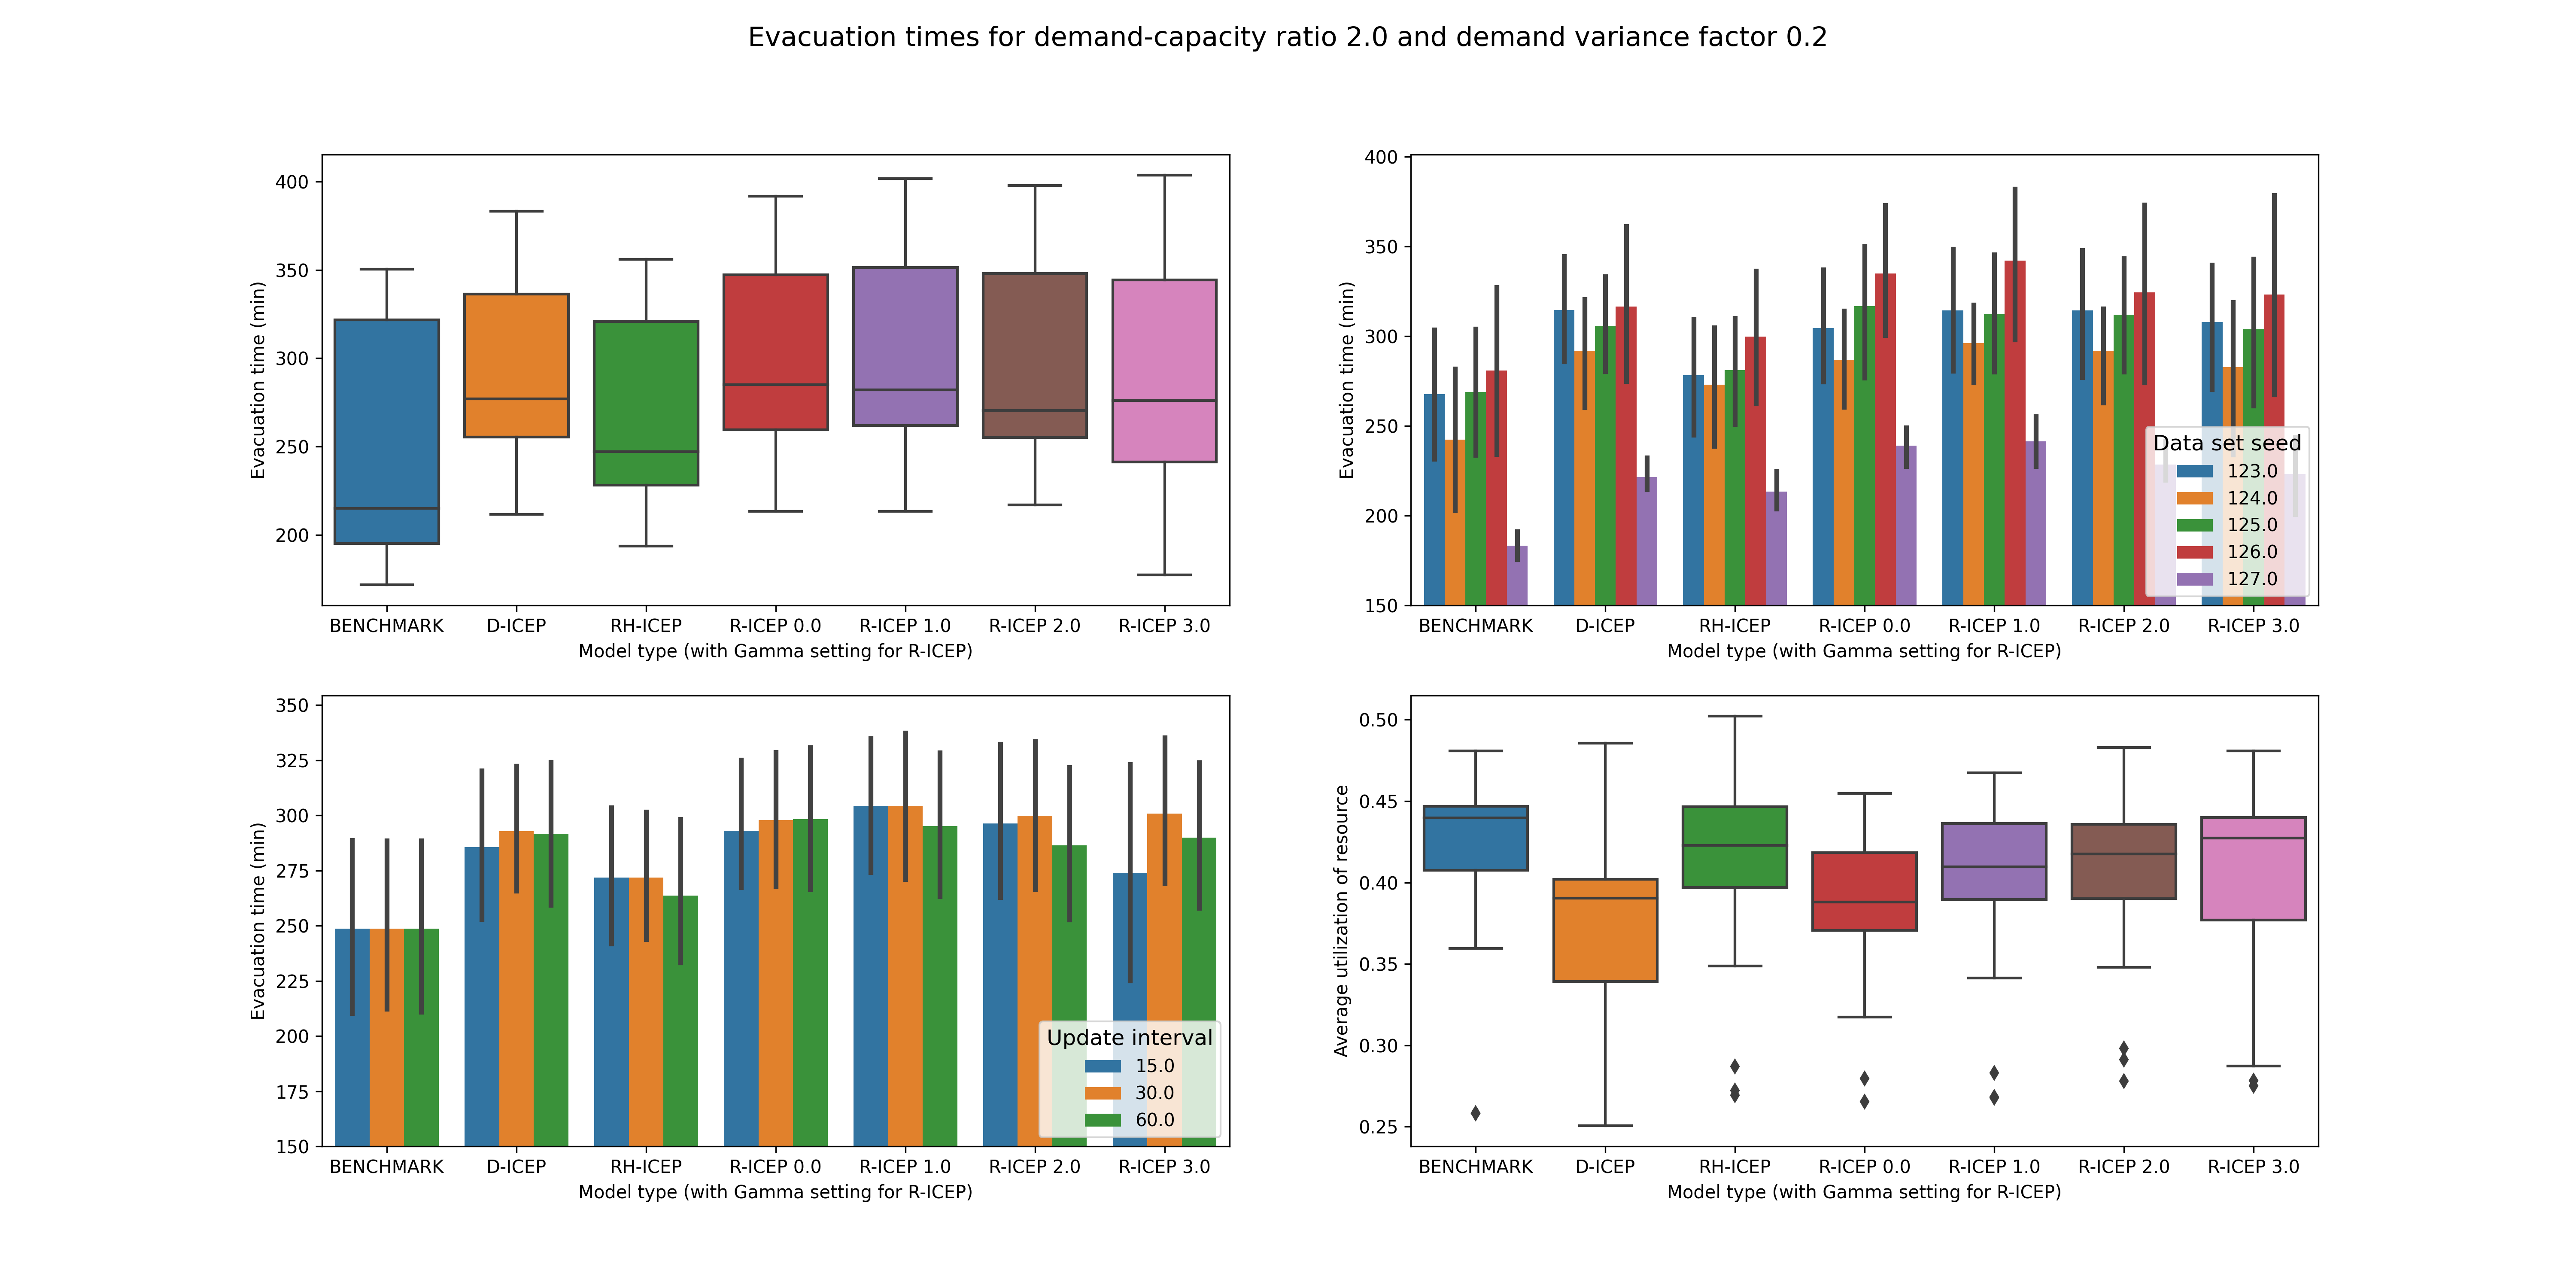 Evacuation times for demand-capacity ratio 2.0 and demand variance factor 0.2
400
350
300
250
200
Evacuation time (min)
BENCHMARK D-ICEP RH-ICEP R-ICEP 0.0 R-ICEP 1.0 R-ICEP 2.0 R-ICEP 3.0
Model type (with Gamma setting for R-ICEP)
400
350
300
250
200
150
Evacuation time (min)
Data set seed
123.0
124.0
125.0
126.0
127.0
BENCHMARK D-ICEP RH-ICEP R-ICEP 0.0 R-ICEP 1.0 R-ICEP 2.0 R-ICEP 3.0
Model type (with Gamma setting for R-ICEP)
350
325
300
275
250
225
200
175
150
Evacuation time (min)
Update interval
15.0
30.0
60.0
BENCHMARK D-ICEP RH-ICEP R-ICEP 0.0 R-ICEP 1.0 R-ICEP 2.0 R-ICEP 3.0
Model type (with Gamma setting for R-ICEP)
0.50
0.45
0.40
0.35
0.30
0.25
Average utilization of resource
BENCHMARK D-ICEP RH-ICEP R-ICEP 0.0 R-ICEP 1.0 R-ICEP 2.0 R-ICEP 3.0
Model type (with Gamma setting for R-ICEP)